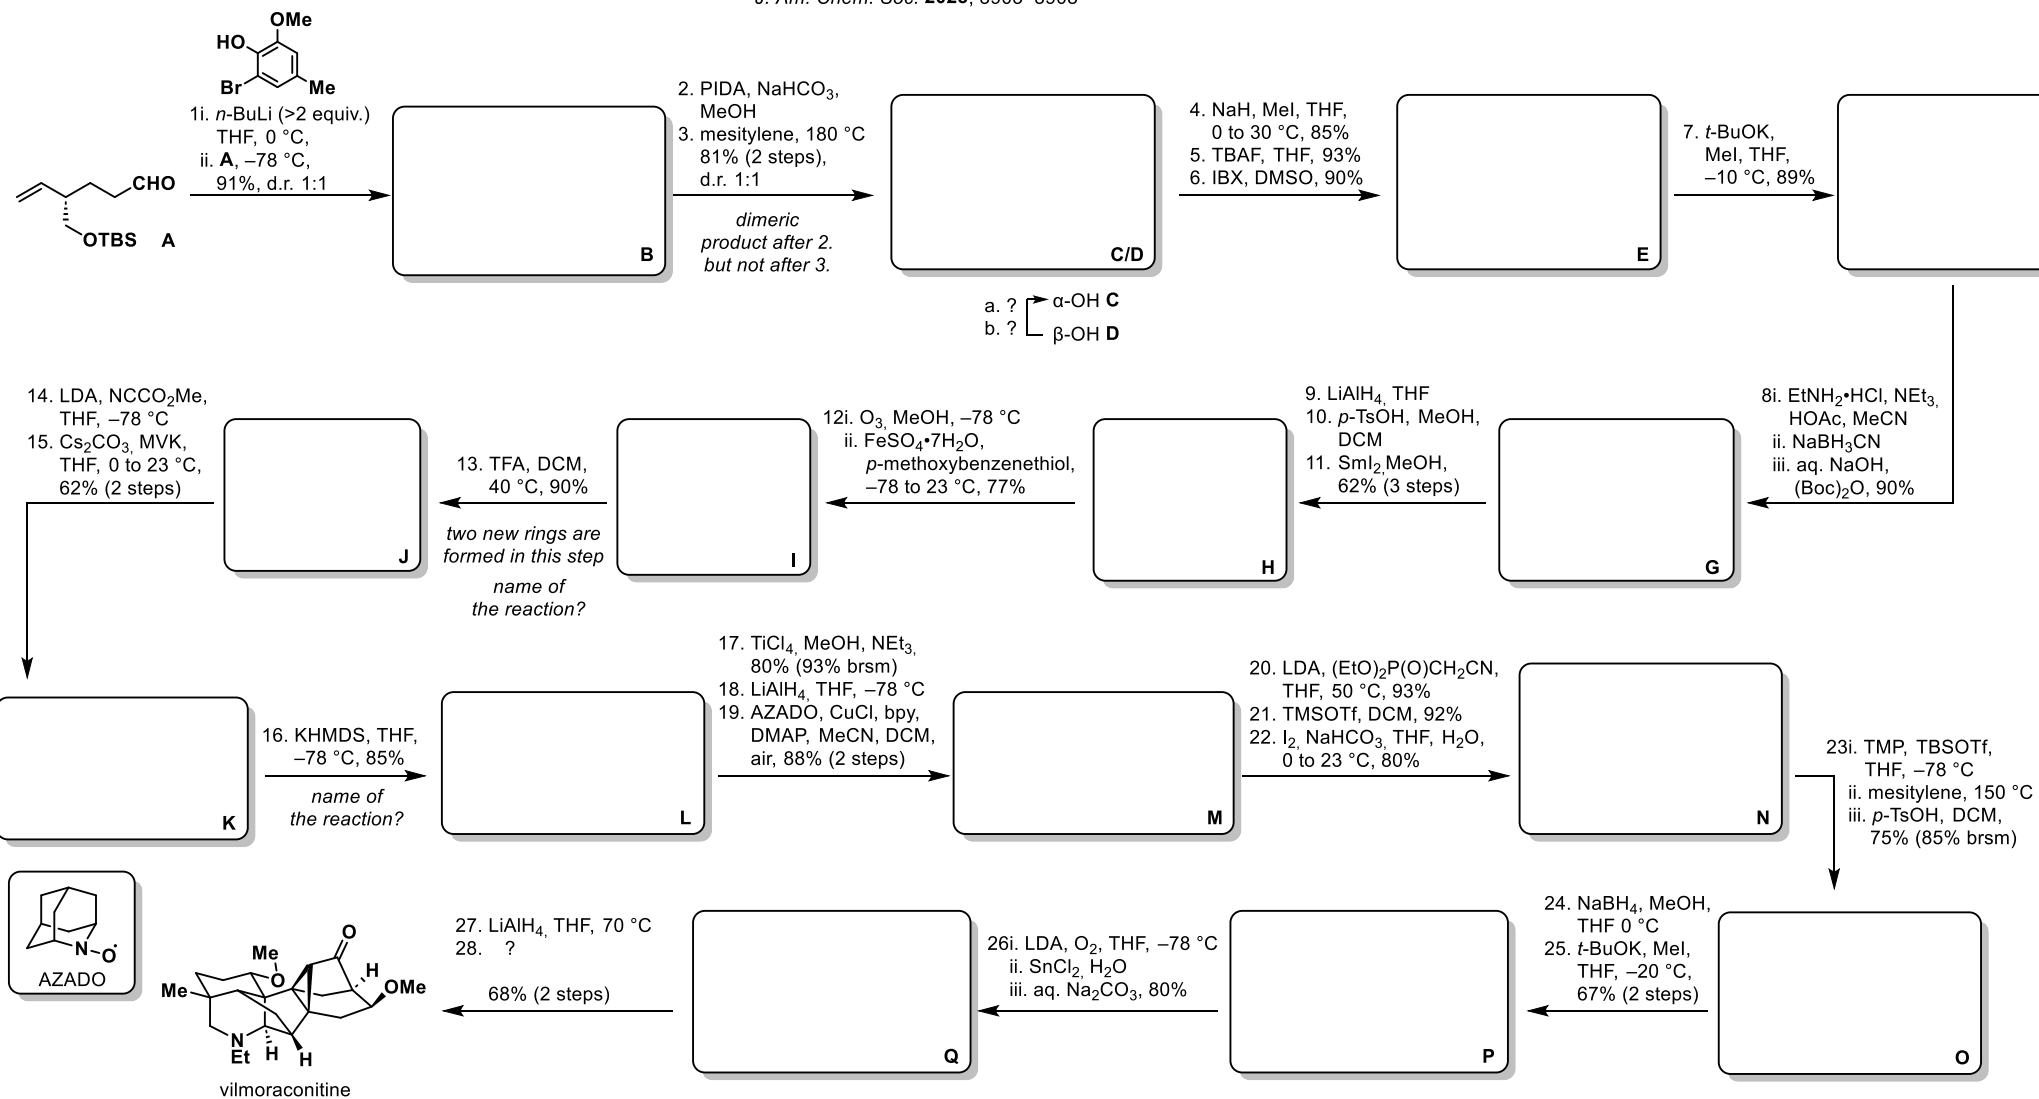 OMe
HO
Br
Me
1i. n-BuLi (>2 equiv.)
THF, 0 °C,
ii. A, –78 °C,
91%, d.r. 1:1
CHO
OTBS
A
B
2. PIDA, NaHCO₃,
MeOH
3. mesitylene, 180 °C
81% (2 steps),
d.r. 1:1
dimeric
product after 2.
but not after 3.
C/D
a. ?
b. ?
α-OH C
β-OH D
4. NaH, MeI, THF,
0 to 30 °C, 85%
5. TBAF, THF, 93%
6. IBX, DMSO, 90%
E
7. t-BuOK,
MeI, THF,
–10 °C, 89%
8i. EtNH₂•HCl, NEt₃,
HOAc, MeCN
ii. NaBH₃CN
iii. aq. NaOH,
(Boc)₂O, 90%
G
9. LiAlH₄, THF
10. p-TsOH, MeOH,
DCM
11. SmI₂,MeOH,
62% (3 steps)
H
12i. O₃, MeOH, –78 °C
ii. FeSO₄•7H₂O,
p-methoxybenzenethiol,
–78 to 23 °C, 77%
I
13. TFA, DCM,
40 °C, 90%
two new rings are
formed in this step
name of
the reaction?
J
14. LDA, NCCO₂Me,
THF, –78 °C
15. Cs₂CO₃, MVK,
THF, 0 to 23 °C,
62% (2 steps)
K
16. KHMDS, THF,
–78 °C, 85%
name of
the reaction?
L
17. TiCl₄, MeOH, NEt₃,
80% (93% brsm)
18. LiAlH₄, THF, –78 °C
19. AZADO, CuCl, bpy,
DMAP, MeCN, DCM,
air, 88% (2 steps)
M
20. LDA, (EtO)₂P(O)CH₂CN,
THF, 50 °C, 93%
21. TMSOTf, DCM, 92%
22. I₂, NaHCO₃, THF, H₂O,
0 to 23 °C, 80%
N
23i. TMP, TBSOTf,
THF, –78 °C
ii. mesitylene, 150 °C
iii. p-TsOH, DCM,
75% (85% brsm)
O
24. NaBH₄, MeOH,
THF 0 °C
25. t-BuOK, MeI,
THF, –20 °C,
67% (2 steps)
P
26i. LDA, O₂, THF, –78 °C
ii. SnCl₂, H₂O
iii. aq. Na₂CO₃, 80%
Q
27. LiAlH₄, THF, 70 °C
28. ?
68% (2 steps)
O
Me
O
H
OMe
Me
N
Et
H
H
vilmoraconitine
N
O•
AZADO